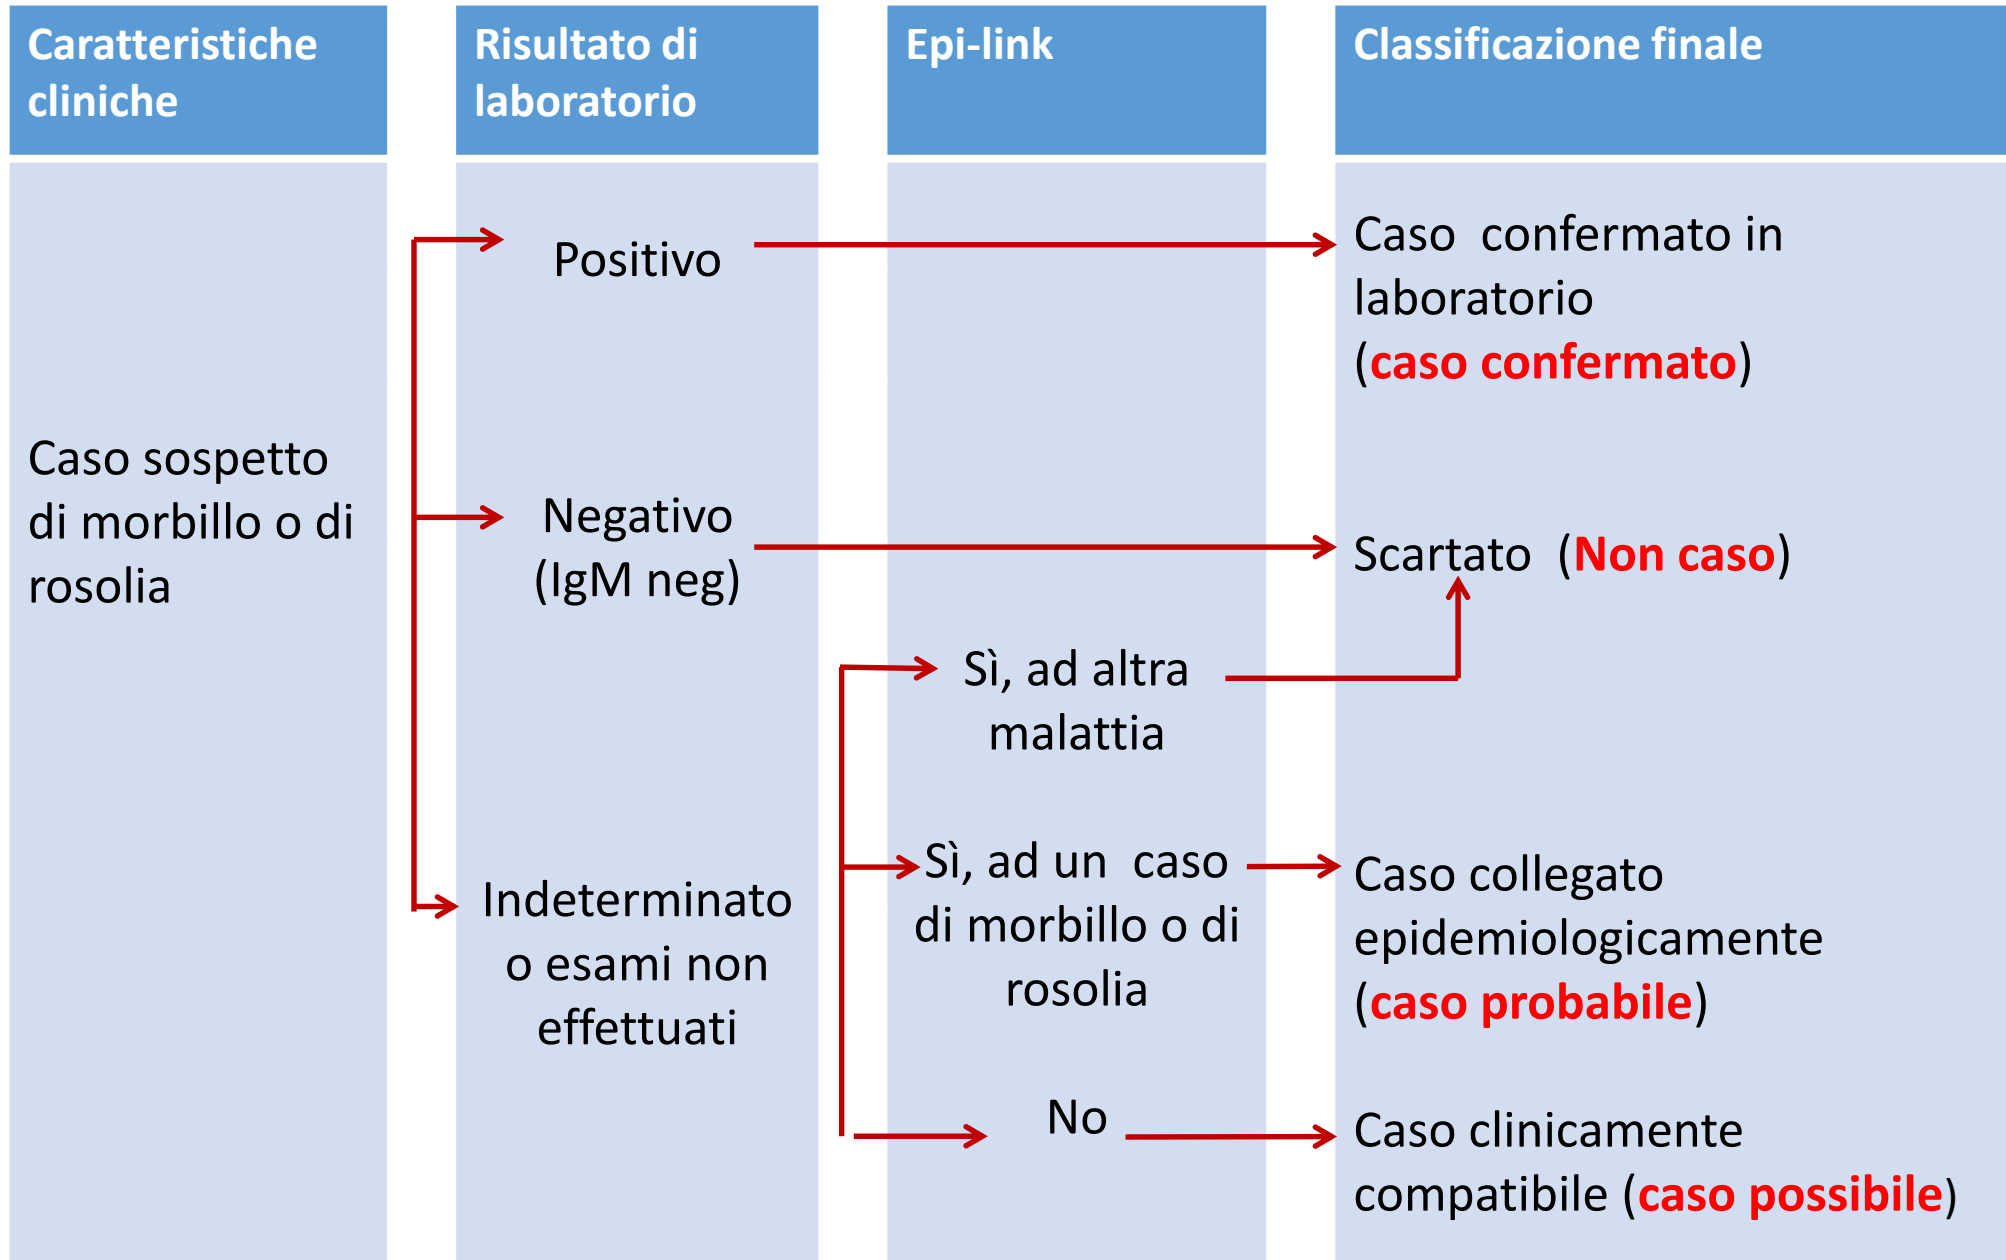 Caratteristiche
cliniche
Risultato di
laboratorio
Epi-link
Classificazione finale
Caso sospetto
di morbillo o di
rosolia
Positivo
Negativo
(IgM neg)
Indeterminato
o esami non
effettuati
Sì, ad altra
malattia
Sì, ad un caso
di morbillo o di
rosolia
No
Caso confermato in
laboratorio
(caso confermato)
Scartato (Non caso)
Caso collegato
epidemiologicamente
(caso probabile)
Caso clinicamente
compatibile (caso possibile)